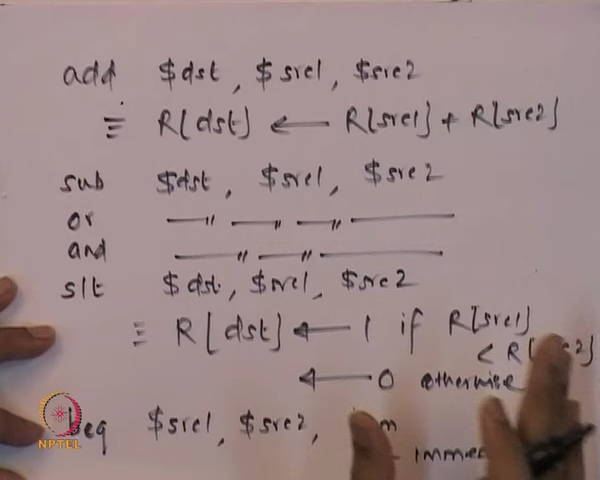 add $dst, $src1, $src2
≡ R[dst] ← R[src1] + R[src2]
sub $dst, $src1, $src2
or —〃— —〃— —〃—
and —〃— —〃—
slt $dst, $src1, $src2
≡ R[dst] ← 1 if R[src1]
< R[
← 0 otherwise
beq $src1, $src2,
NPTEL